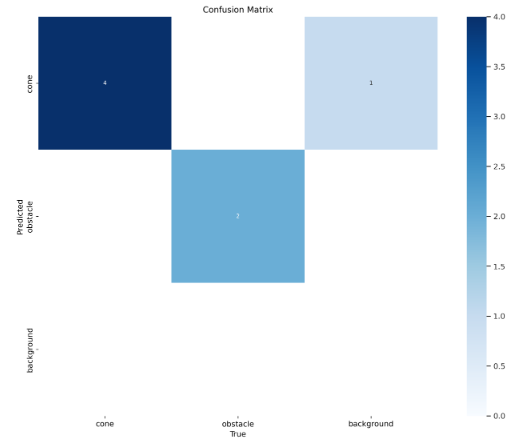 Confusion Matrix
cone
4
1
Predicted
obstacle
2
background
cone
obstacle
background
True
4.0
3.5
3.0
2.5
2.0
1.5
1.0
0.5
0.0